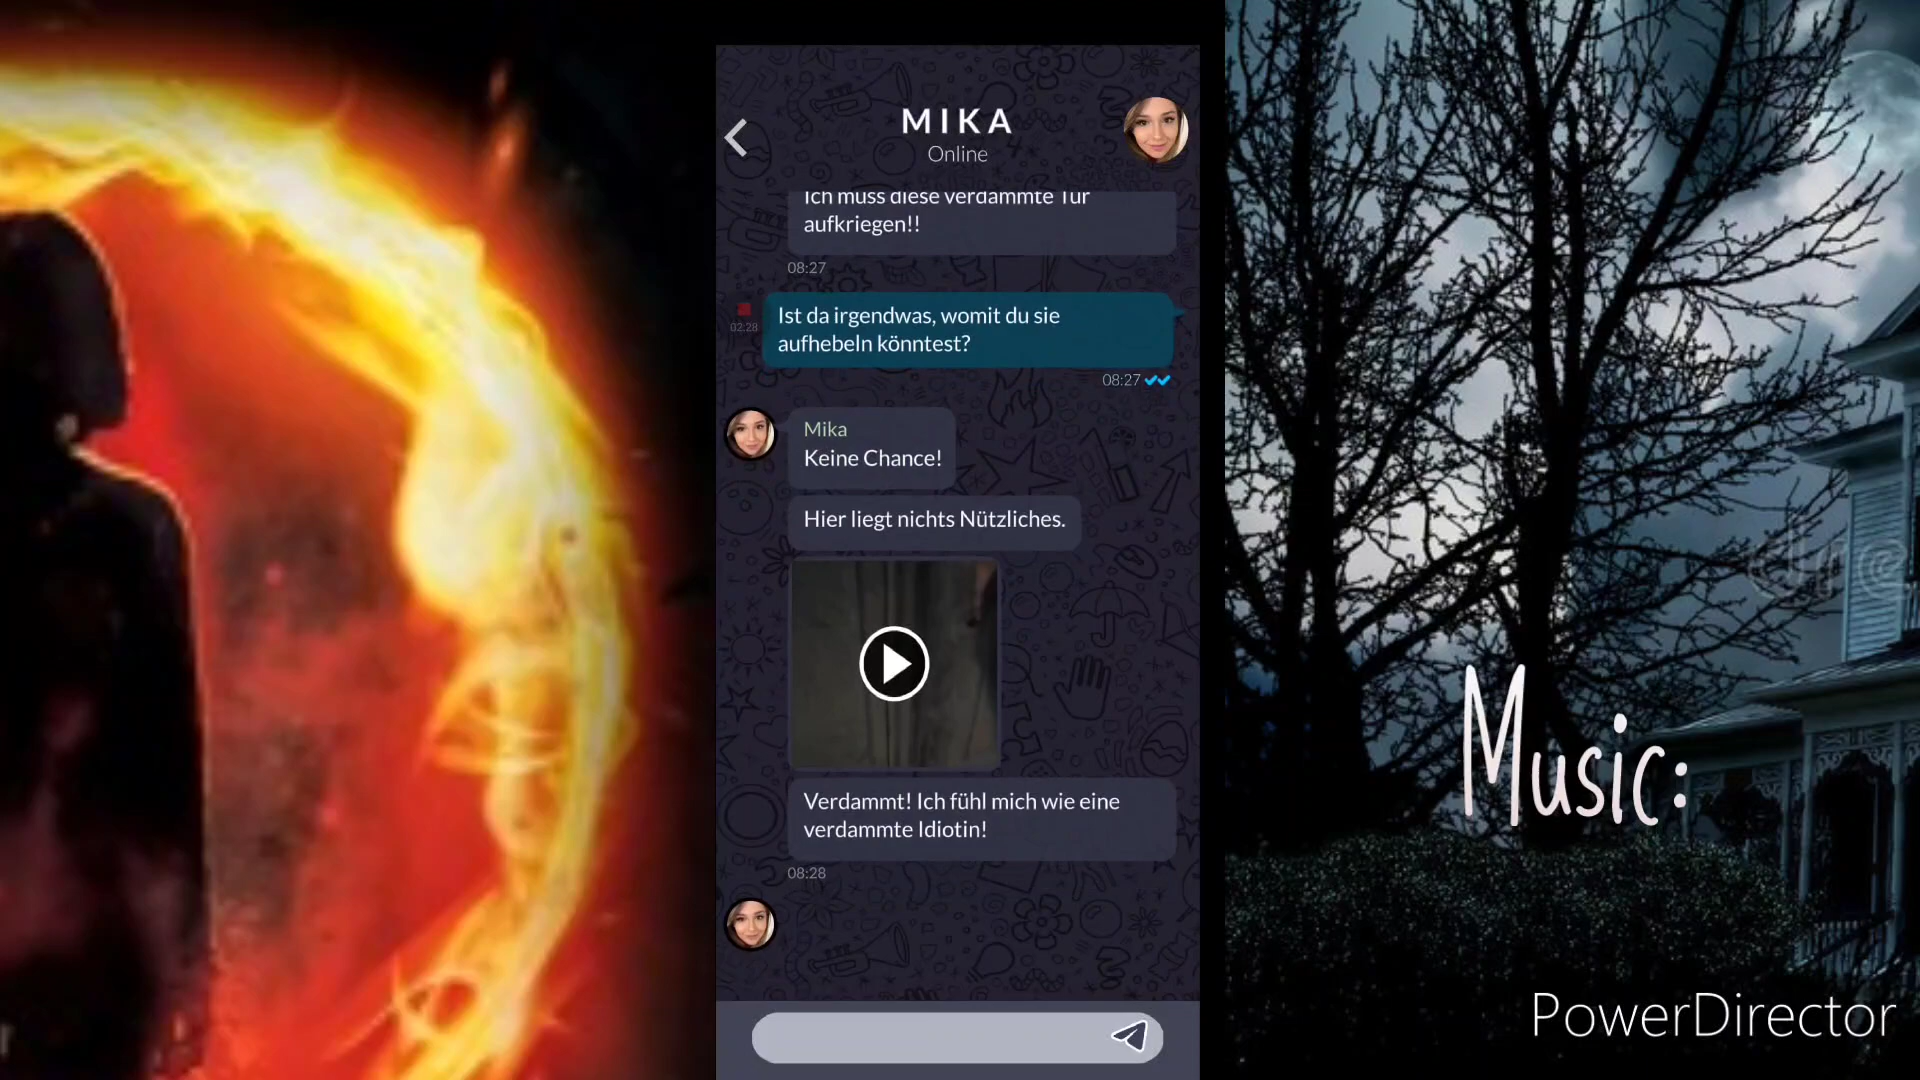 MIKA
Online
Ich muss diese verdammte Tür
aufkriegen!!
08:27
02:28
Ist da irgendwas, womit du sie
aufhebeln könntest?
08:27
Mika
Keine Chance!
Hier liegt nichts Nützliches.
Verdammt! Ich fühl mich wie eine
verdammte Idiotin!
08:28
Music:
PowerDirector